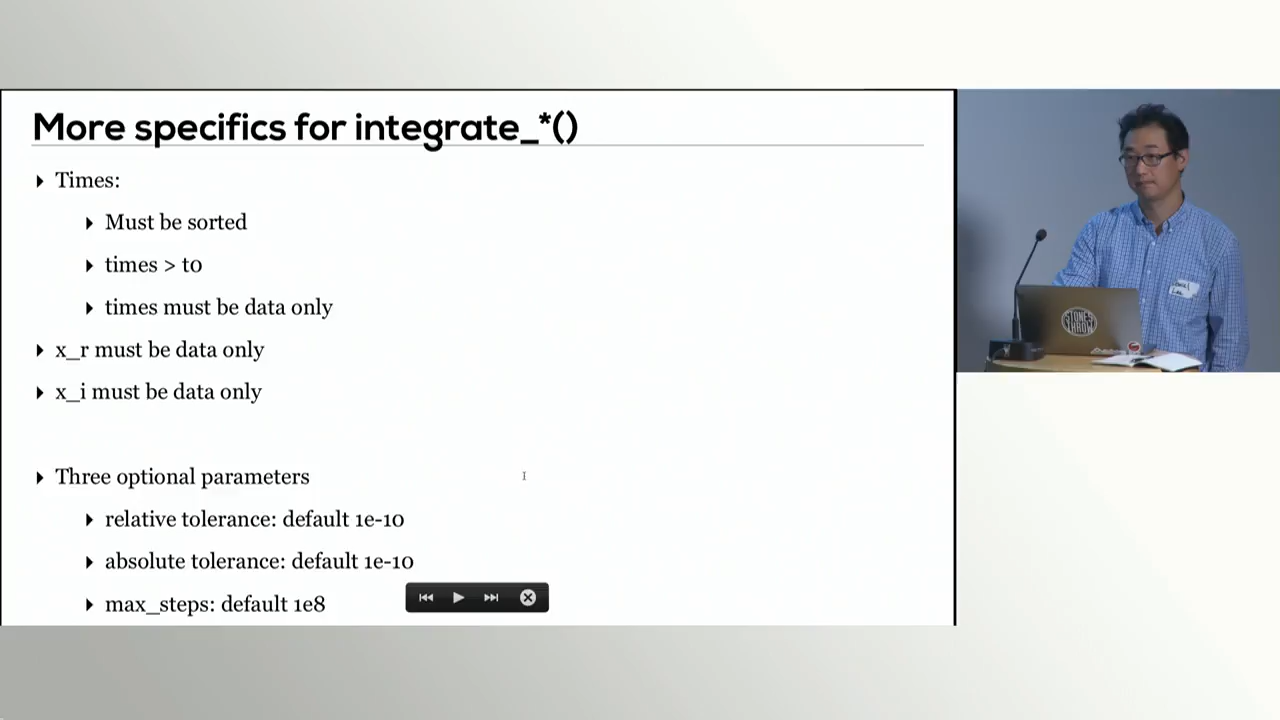 More specifics for integrate_*()
Times:
Must be sorted
times > t0
times must be data only
x_r must be data only
x_i must be data only
Three optional parameters
relative tolerance: default 1e-10
absolute tolerance: default 1e-10
max_steps: default 1e8
STONES
THROW